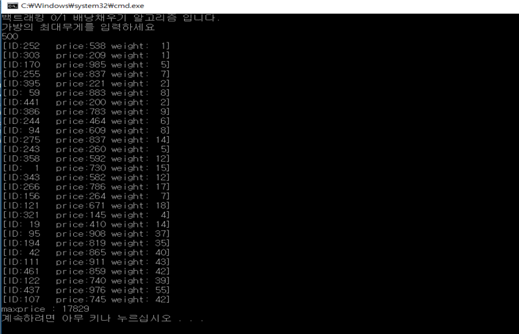 C:￦Windows￦system32￦cmd.exe
백트래킹 0/1 배낭채우기 알고리즘 입니다.
가방의 최대무게를 입력하세요
500
[ID:252 price:538 weight: 1]
[ID:303 price:209 weight: 1]
[ID:170 price:985 weight: 5]
[ID:255 price:837 weight: 7]
[ID:395 price:221 weight: 2]
[ID: 59 price:883 weight: 8]
[ID:441 price:200 weight: 2]
[ID:386 price:783 weight: 9]
[ID:244 price:464 weight: 6]
[ID: 94 price:609 weight: 8]
[ID:275 price:837 weight: 14]
[ID:243 price:260 weight: 5]
[ID:358 price:592 weight: 12]
[ID: 1 price:730 weight: 15]
[ID:343 price:582 weight: 12]
[ID:266 price:786 weight: 17]
[ID:156 price:264 weight: 7]
[ID:121 price:671 weight: 18]
[ID:321 price:145 weight: 4]
[ID: 19 price:410 weight: 14]
[ID: 95 price:908 weight: 37]
[ID:194 price:819 weight: 35]
[ID: 42 price:865 weight: 40]
[ID:111 price:911 weight: 43]
[ID:461 price:859 weight: 42]
[ID:122 price:740 weight: 39]
[ID:437 price:976 weight: 55]
[ID:107 price:745 weight: 42]
maxprice : 17829
계속하려면 아무 키나 누르십시오 . . .